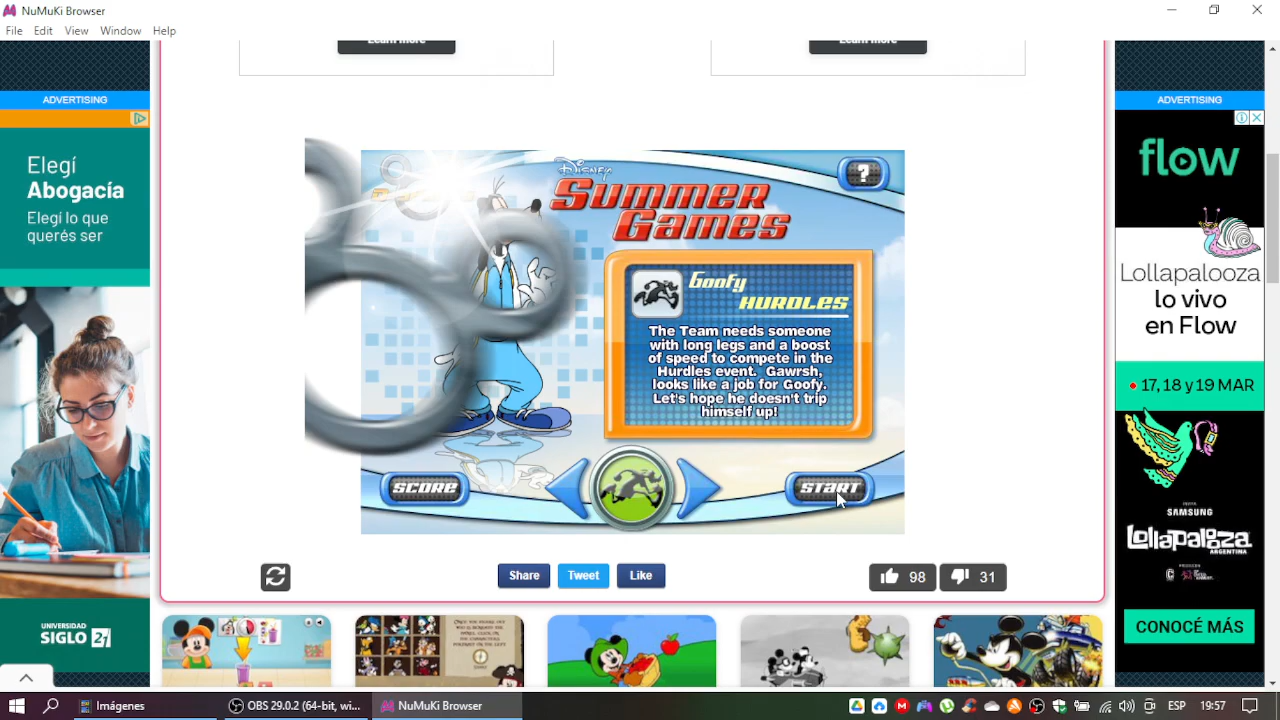 NuMuKi Browser
File Edit View Window Help
Learn more
Learn more
ADVERTISING
ADVERTISING
Elegí
Abogacía
Elegí lo que
querés ser
UNIVERSIDAD
SIGLO 21
DISNEY
SUMMER
GAMES
?
Goofy
HURDLES
The Team needs someone
with long legs and a boost
of speed to compete in the
Hurdles event. Gawrsh,
looks like a job for Goofy.
Let's hope he doesn't trip
himself up!
SCORE
START
Share
Tweet
Like
98
31
flow
Lollapalooza
lo vivo
en Flow
17, 18 y 19 MAR
SAMSUNG
Lollapalooza
ARGENTINA
CONOCÉ MÁS
Imágenes
OBS 29.0.2 (64-bit, wi...
NuMuKi Browser
ESP
19:57